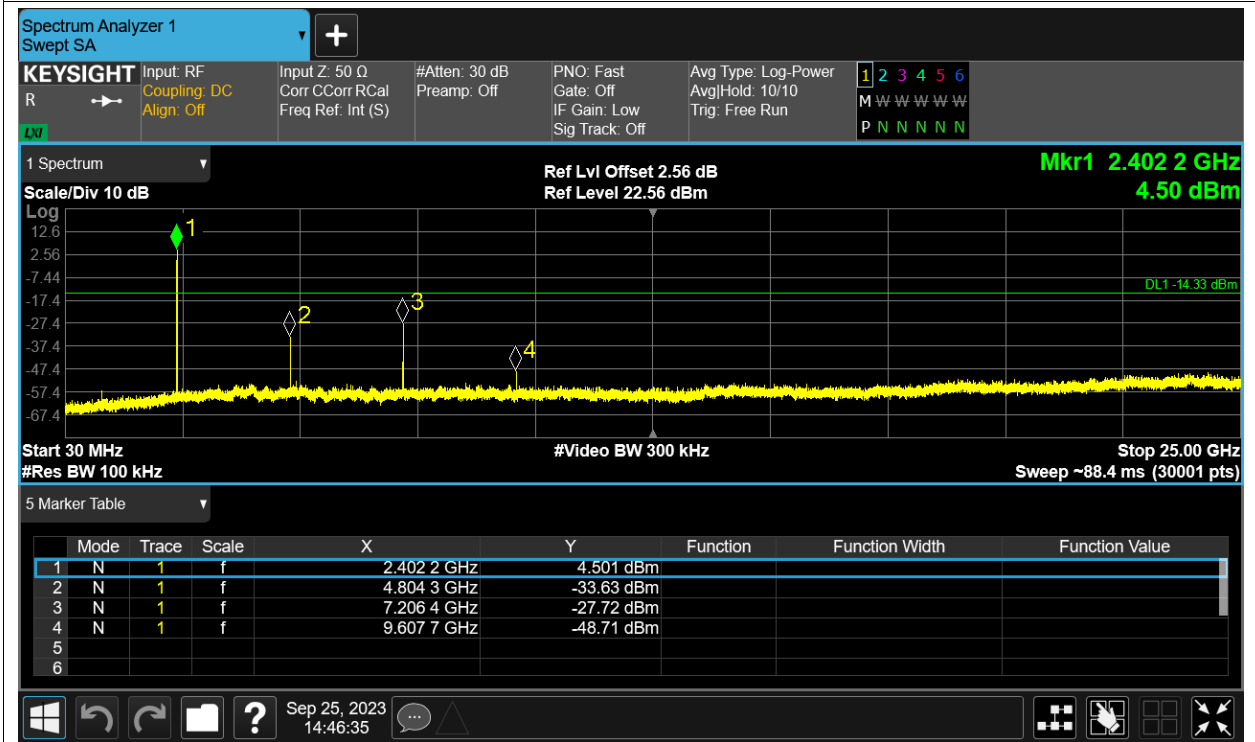 Spectrum Analyzer 1
Swept SA
KEYSIGHT Input: RF Input Z: 50 Ω #Atten: 30 dB PNO: Fast Avg Type: Log-Power 1 2 3 4 5 6
R Coupling: DC Corr CCorr RCal Preamp: Off Gate: Off Avg|Hold: 10/10 M W W W W W
Align: Off Freq Ref: Int (S) IF Gain: Low Trig: Free Run
LXI Sig Track: Off P N N N N N
1 Spectrum Ref Lvl Offset 2.56 dB Mkr1 2.402 2 GHz
Scale/Div 10 dB Ref Level 22.56 dBm 4.50 dBm
Log
12.6 1
2.56
-7.44
DL1 -14.33 dBm
-17.4 3
-27.4 2
-37.4 4
-47.4
-57.4
-67.4
Start 30 MHz #Video BW 300 kHz Stop 25.00 GHz
#Res BW 100 kHz Sweep ~88.4 ms (30001 pts)
5 Marker Table
Mode Trace Scale X Y Function Function Width Function Value
1 N 1 f 2.402 2 GHz 4.501 dBm
2 N 1 f 4.804 3 GHz -33.63 dBm
3 N 1 f 7.206 4 GHz -27.72 dBm
4 N 1 f 9.607 7 GHz -48.71 dBm
5
6
? Sep 25, 2023
14:46:35